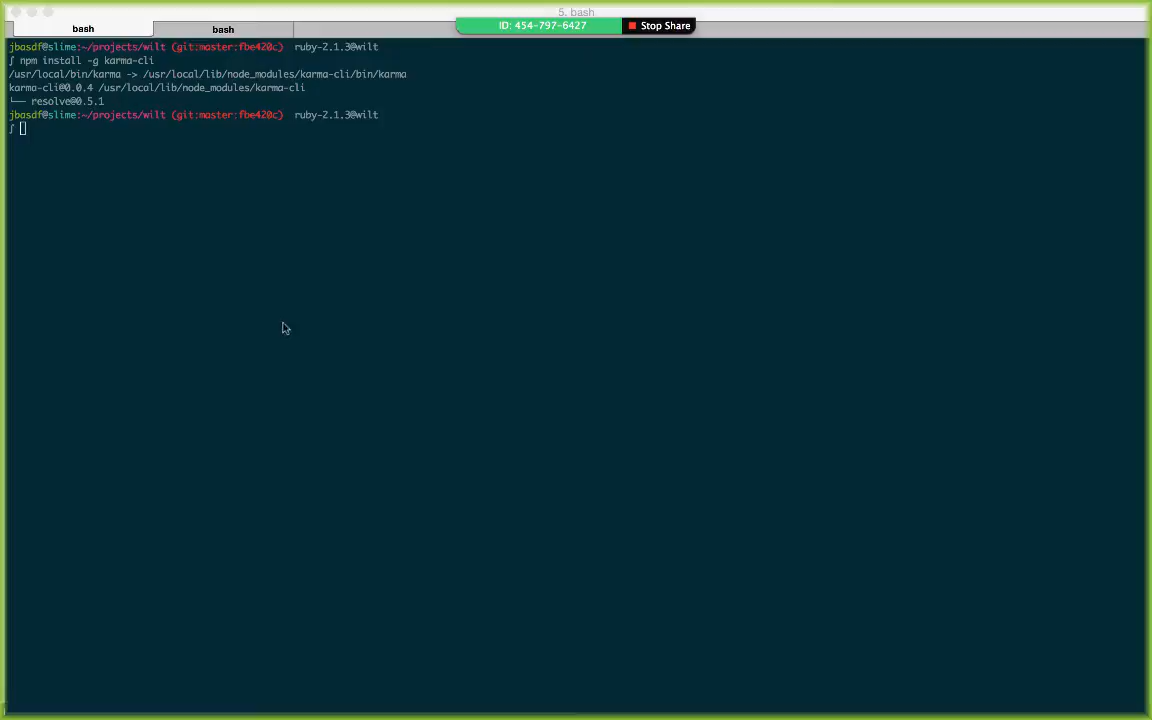 5. bash
ID: 454-797-6427 Stop Share
bash bash
jbasdf@slime:~/projects/wilt (git:master:fbe420c) ruby-2.1.3@wilt
∫ npm install -g karma-cli
/usr/local/bin/karma -> /usr/local/lib/node_modules/karma-cli/bin/karma
karma-cli@0.0.4 /usr/local/lib/node_modules/karma-cli
└── resolve@0.5.1
jbasdf@slime:~/projects/wilt (git:master:fbe420c) ruby-2.1.3@wilt
∫